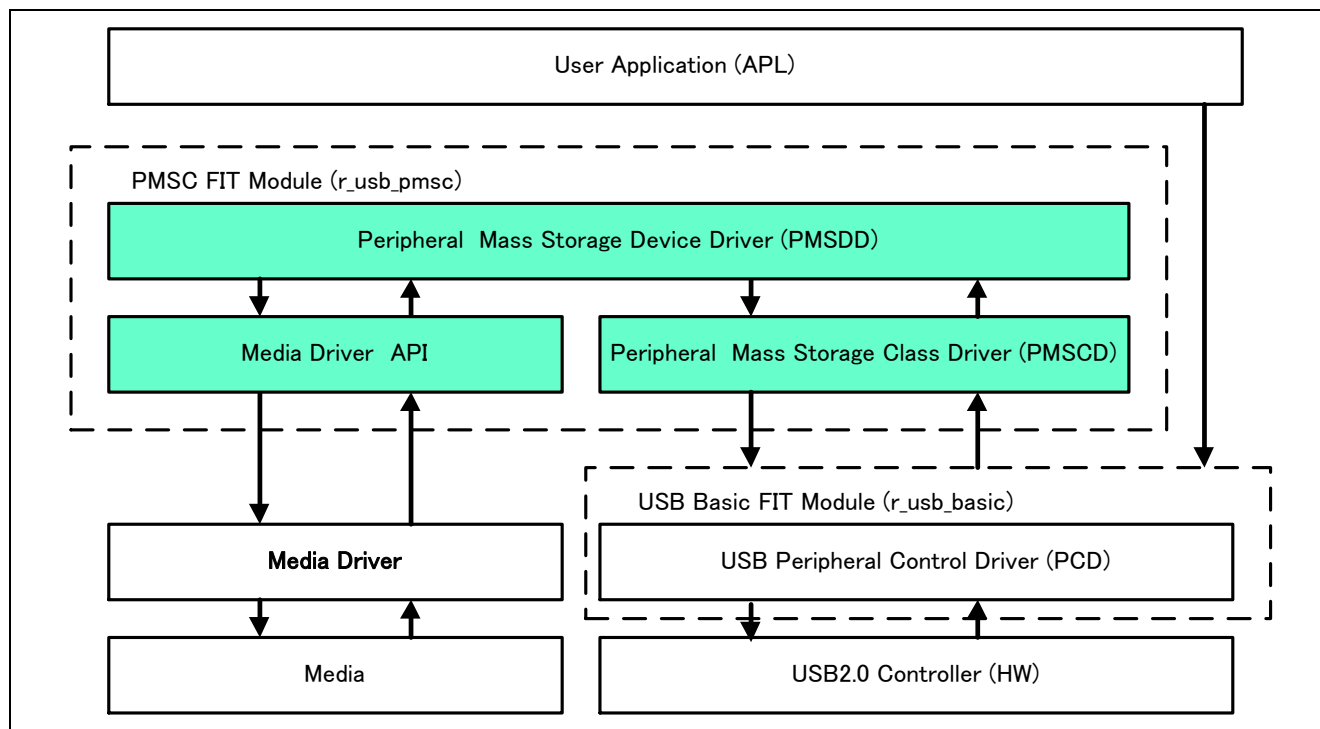 User Application (APL)
PMSC FIT Module (r_usb_pmsc)
Peripheral Mass Storage Device Driver (PMSDD)
Media Driver API
Peripheral Mass Storage Class Driver (PMSCD)
USB Basic FIT Module (r_usb_basic)
Media Driver
USB Peripheral Control Driver (PCD)
Media
USB2.0 Controller (HW)